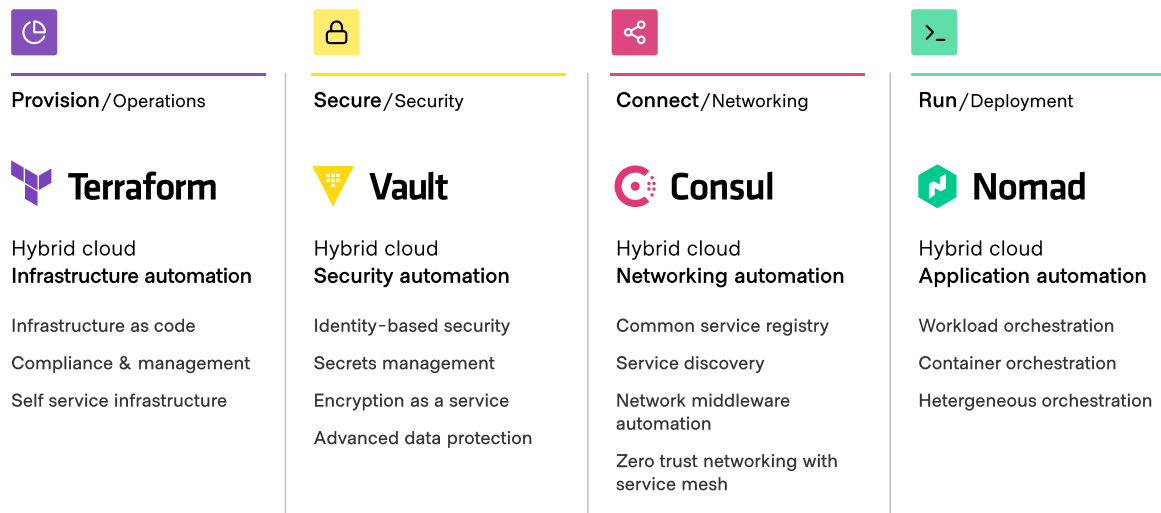 Provision/Operations
Terraform
Hybrid cloud
Infrastructure automation
Infrastructure as code
Compliance & management
Self service infrastructure
Secure/Security
Vault
Hybrid cloud
Security automation
Identity-based security
Secrets management
Encryption as a service
Advanced data protection
Connect/Networking
Consul
Hybrid cloud
Networking automation
Common service registry
Service discovery
Network middleware
automation
Zero trust networking with
service mesh
Run/Deployment
Nomad
Hybrid cloud
Application automation
Workload orchestration
Container orchestration
Hetergeneous orchestration